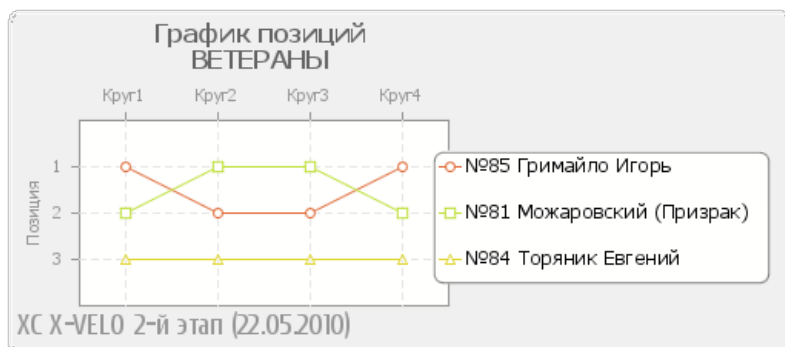 График позиций
ВЕТЕРАНЫ
Круг1 Круг2 Круг3 Круг4
Позиция
1
2
3
№85 Гримайло Игорь
№81 Можаровский (Призрак)
№84 Торяник Евгений
XC X-VELO 2-й этап (22.05.2010)